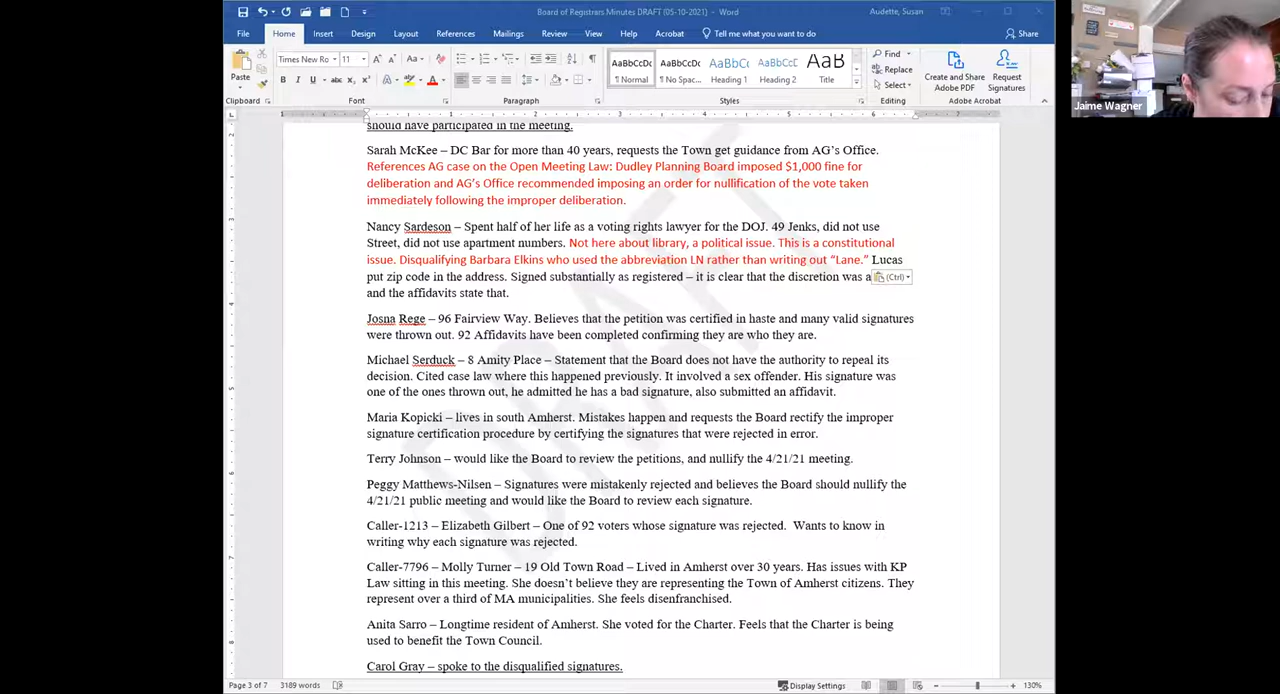 Board of Registrars Minutes DRAFT (05-10-2021) - Word
Audette, Susan
File Home Insert Design Layout References Mailings Review View Help Acrobat Tell me what you want to do Share
Times New Ro 11 Aa
AaBbCcDc AaBbCcDc AaBbC AaBbCc AaB
Find
Replace
Select
Paste
B I U abc x₂ x² A A
¶ Normal ¶ No Spac... Heading 1 Heading 2 Title
Create and Share Adobe PDF
Request Signatures
Clipboard Font Paragraph Styles Editing Adobe Acrobat
Jaime Wagner
should have participated in the meeting.
Sarah McKee – DC Bar for more than 40 years, requests the Town get guidance from AG's Office.
References AG case on the Open Meeting Law: Dudley Planning Board imposed $1,000 fine for
deliberation and AG's Office recommended imposing an order for nullification of the vote taken
immediately following the improper deliberation.
Nancy Sardeson – Spent half of her life as a voting rights lawyer for the DOJ. 49 Jenks, did not use
Street, did not use apartment numbers. Not here about library, a political issue. This is a constitutional
issue. Disqualifying Barbara Elkins who used the abbreviation LN rather than writing out “Lane.” Lucas
put zip code in the address. Signed substantially as registered – it is clear that the discretion was a (Ctrl)
and the affidavits state that.
Josna Rege – 96 Fairview Way. Believes that the petition was certified in haste and many valid signatures
were thrown out. 92 Affidavits have been completed confirming they are who they are.
Michael Serduck – 8 Amity Place – Statement that the Board does not have the authority to repeal its
decision. Cited case law where this happened previously. It involved a sex offender. His signature was
one of the ones thrown out, he admitted he has a bad signature, also submitted an affidavit.
Maria Kopicki – lives in south Amherst. Mistakes happen and requests the Board rectify the improper
signature certification procedure by certifying the signatures that were rejected in error.
Terry Johnson – would like the Board to review the petitions, and nullify the 4/21/21 meeting.
Peggy Matthews-Nilsen – Signatures were mistakenly rejected and believes the Board should nullify the
4/21/21 public meeting and would like the Board to review each signature.
Caller-1213 – Elizabeth Gilbert – One of 92 voters whose signature was rejected. Wants to know in
writing why each signature was rejected.
Caller-7796 – Molly Turner – 19 Old Town Road – Lived in Amherst over 30 years. Has issues with KP
Law sitting in this meeting. She doesn't believe they are representing the Town of Amherst citizens. They
represent over a third of MA municipalities. She feels disenfranchised.
Anita Sarro – Longtime resident of Amherst. She voted for the Charter. Feels that the Charter is being
used to benefit the Town Council.
Carol Gray – spoke to the disqualified signatures.
DRAFT
Page 3 of 7 3189 words Display Settings 130%